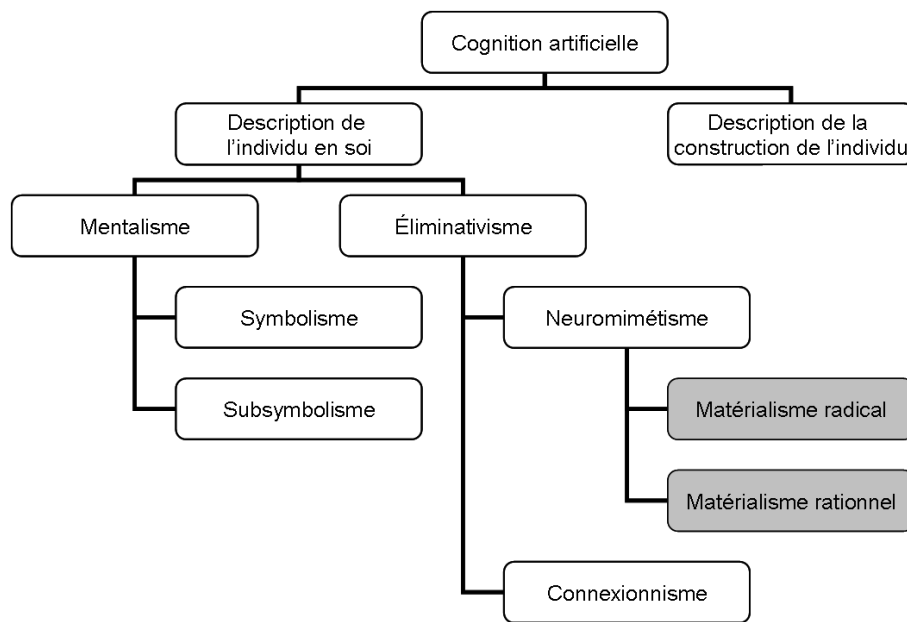 Cognition artificielle
Description de
l'individu en soi
Description de la
construction de l'individu
Mentalisme
Éliminativisme
Symbolisme
Neuromimétisme
Subsymbolisme
Matérialisme radical
Matérialisme rationnel
Connexionnisme